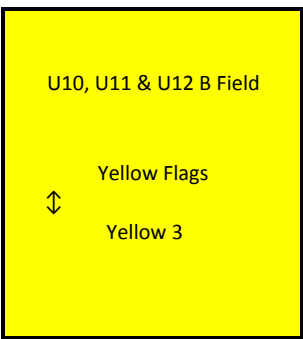 U10, U11 & U12 B Field
Yellow Flags
↕
Yellow 3